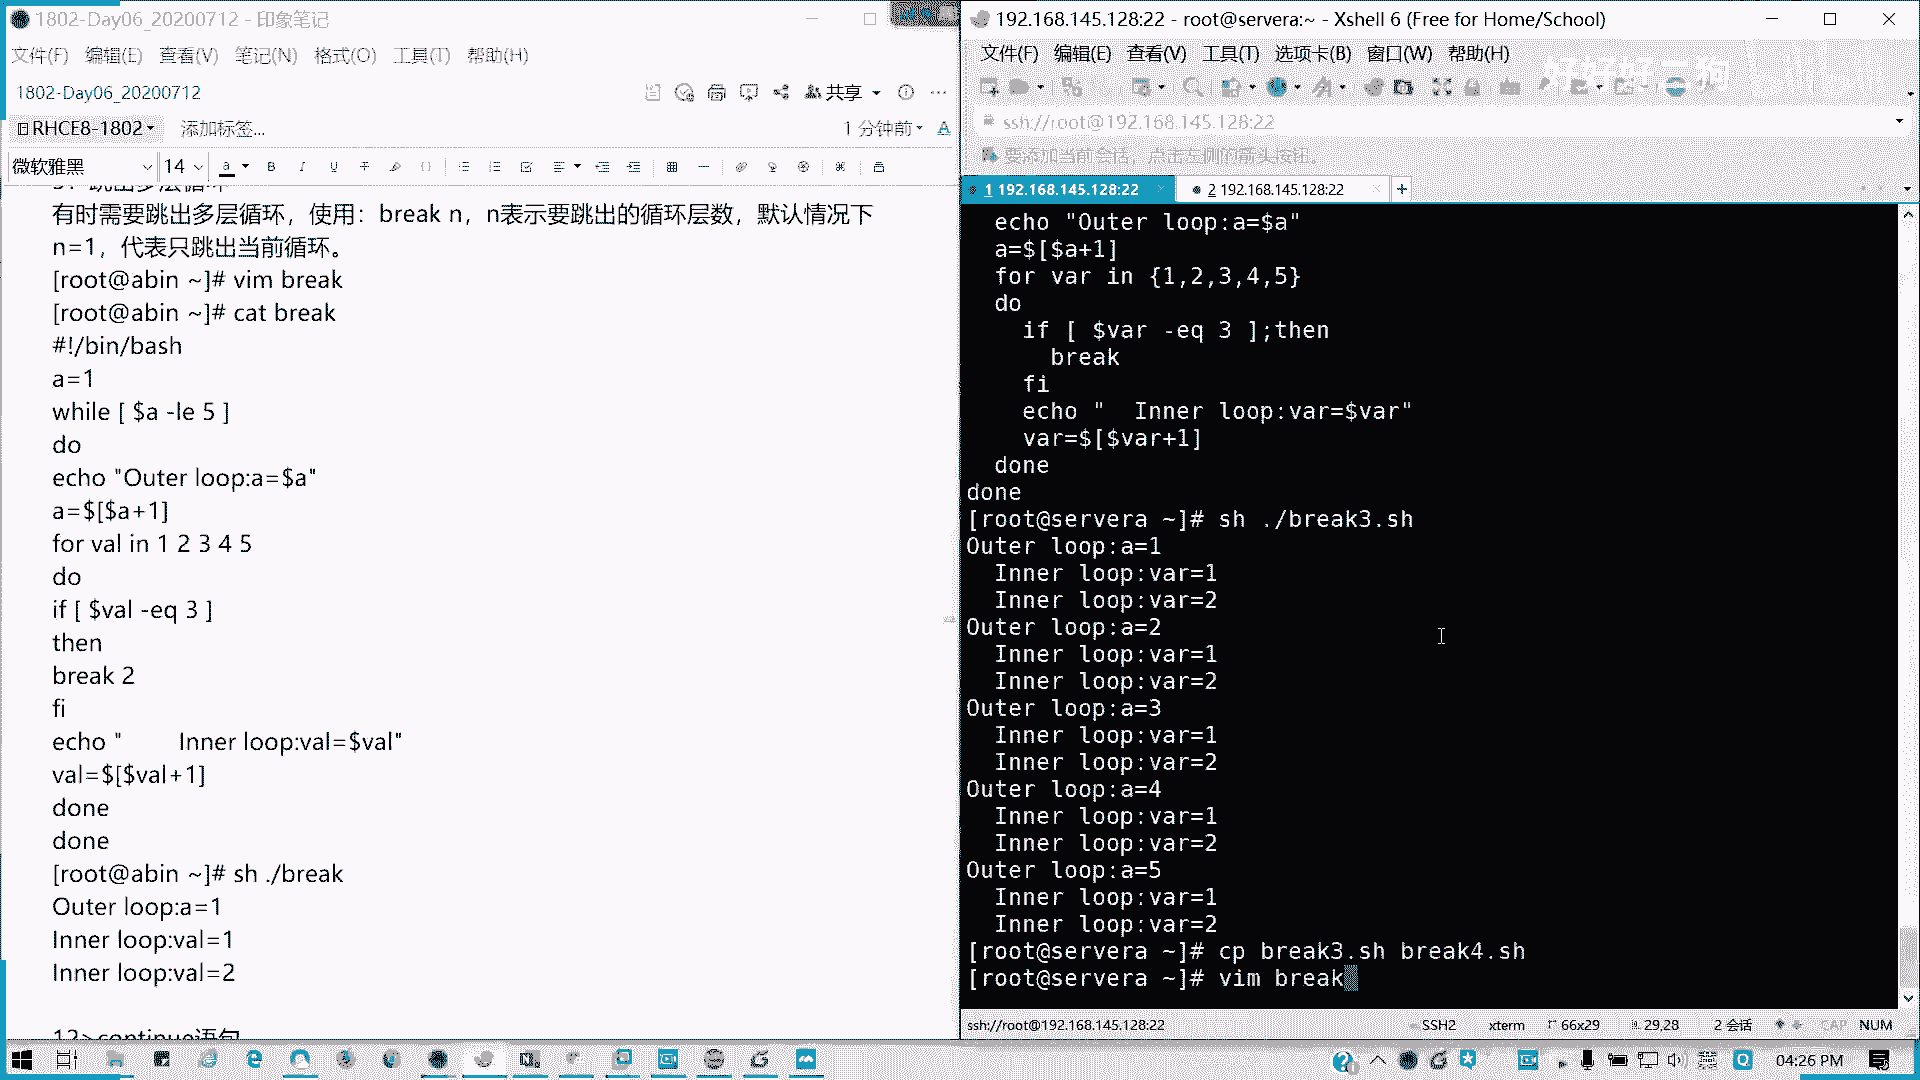 1802-Day06_20200712 - 印象笔记
文件(F) 编辑(E) 查看(V) 笔记(N) 格式(O) 工具(T) 帮助(H)
1802-Day06_20200712
共享
RHCE8-1802 添加标签...
1 分钟前
微软雅黑 14
3、跳出多层循环
有时需要跳出多层循环，使用：break n，n表示要跳出的循环层数，默认情况下
n=1，代表只跳出当前循环。
[root@abin ~]# vim break
[root@abin ~]# cat break
#!/bin/bash
a=1
while [ $a -le 5 ]
do
echo "Outer loop:a=$a"
a=$[$a+1]
for val in 1 2 3 4 5
do
if [ $val -eq 3 ]
then
break 2
fi
echo "        Inner loop:val=$val"
val=$[$val+1]
done
done
[root@abin ~]# sh ./break
Outer loop:a=1
Inner loop:val=1
Inner loop:val=2
12>continue语句
192.168.145.128:22 - root@servera:~ - Xshell 6 (Free for Home/School)
文件(F) 编辑(E) 查看(V) 工具(T) 选项卡(B) 窗口(W) 帮助(H)
好好好二狗
ssh://root@192.168.145.128:22
要添加当前会话，点击左侧的箭头按钮。
1 192.168.145.128:22
2 192.168.145.128:22
  echo "Outer loop:a=$a"
  a=$[$a+1]
  for var in {1,2,3,4,5}
  do
    if [ $var -eq 3 ];then
      break
    fi
    echo "  Inner loop:var=$var"
    var=$[$var+1]
  done
done
[root@servera ~]# sh ./break3.sh
Outer loop:a=1
  Inner loop:var=1
  Inner loop:var=2
Outer loop:a=2
  Inner loop:var=1
  Inner loop:var=2
Outer loop:a=3
  Inner loop:var=1
  Inner loop:var=2
Outer loop:a=4
  Inner loop:var=1
  Inner loop:var=2
Outer loop:a=5
  Inner loop:var=1
  Inner loop:var=2
[root@servera ~]# cp break3.sh break4.sh
[root@servera ~]# vim break
ssh://root@192.168.145.128:22 SSH2 xterm 66x29 29,28 2 会话 CAP NUM
英 04:26 PM